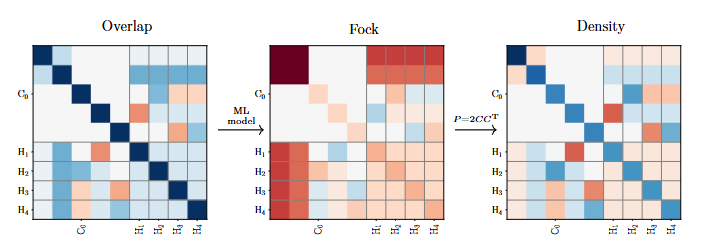 Overlap
Fock
Density
C₀
H₁
H₂
H₃
H₄
C₀
H₁
H₂
H₃
H₄
ML
model
C₀
H₁
H₂
H₃
H₄
C₀
H₁
H₂
H₃
H₄
P=2CCᵀ
C₀
H₁
H₂
H₃
H₄
C₀
H₁
H₂
H₃
H₄